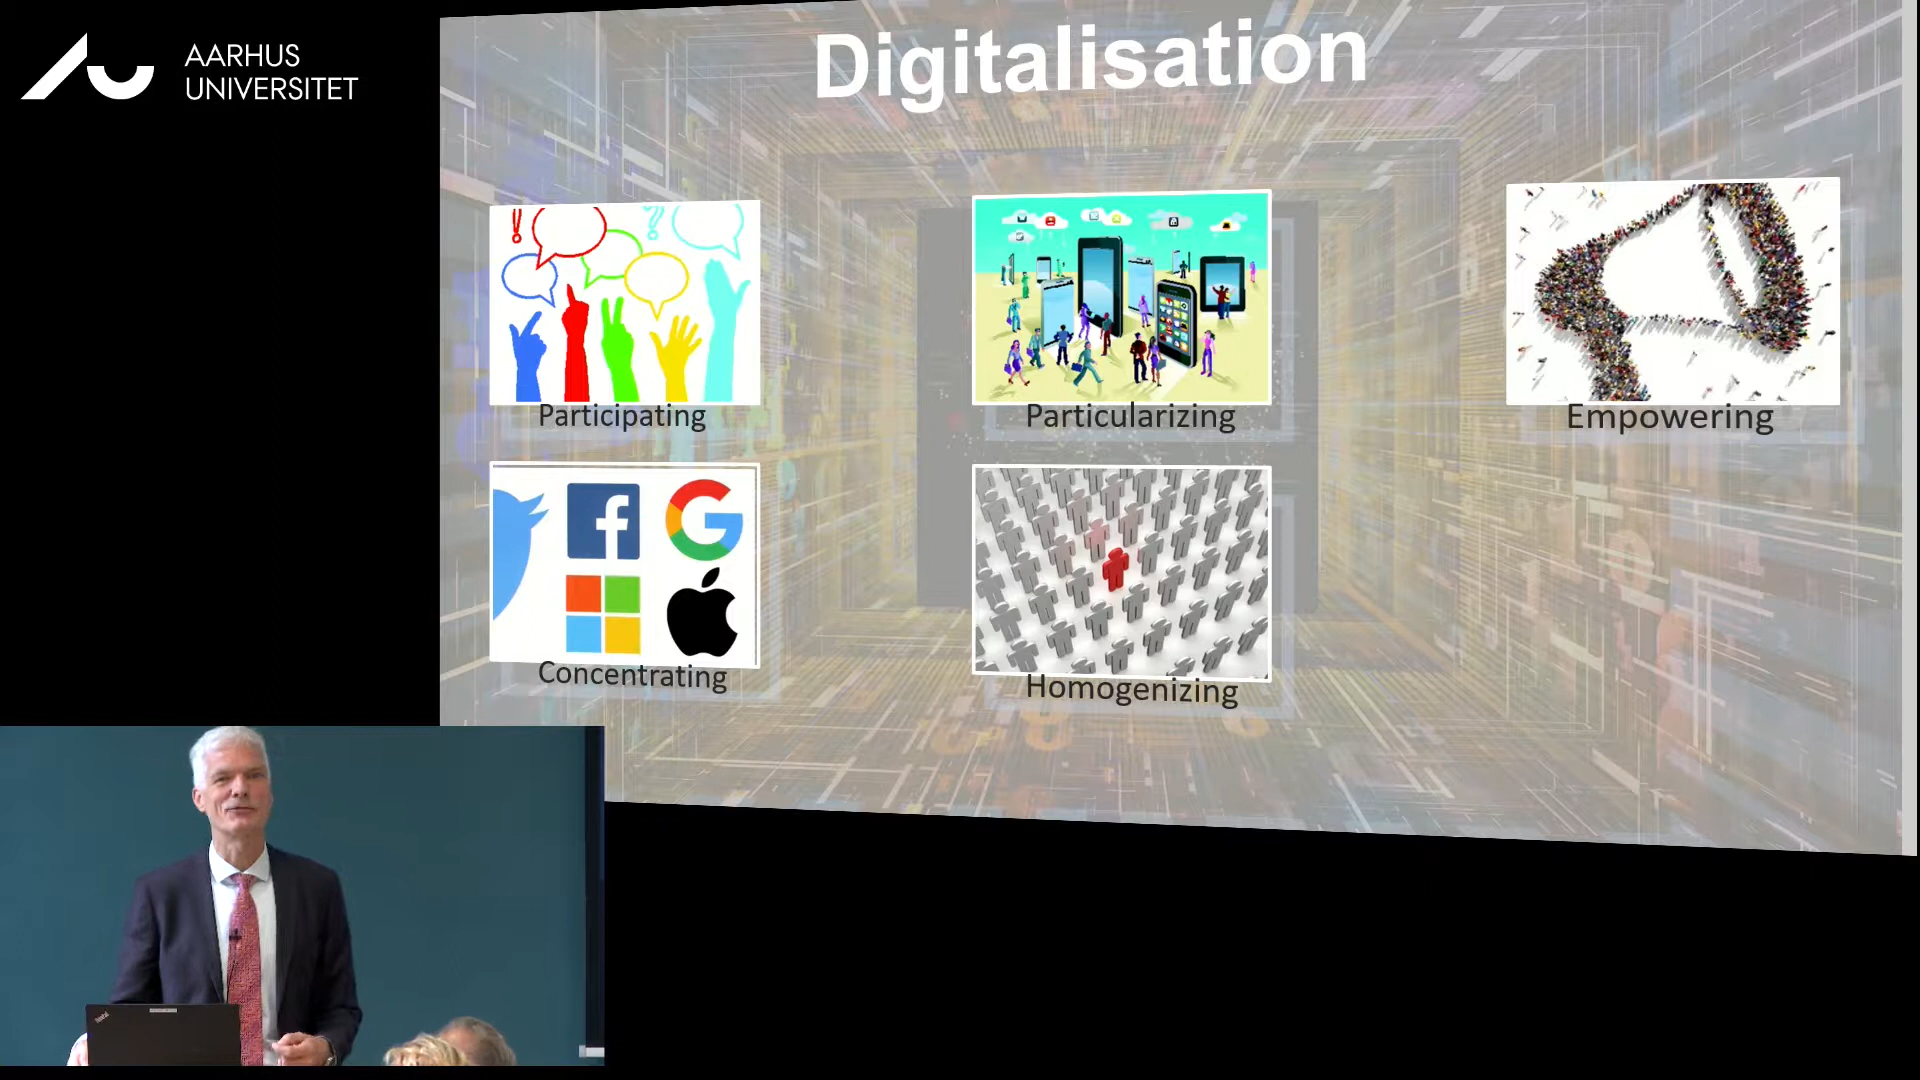 AARHUS
UNIVERSITET
Digitalisation
Participating
Particularizing
Empowering
Concentrating
Homogenizing